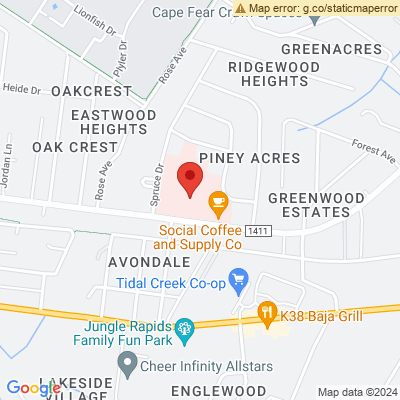 Map error: g.co/staticmaperror
Lionfish Dr
Cape Fear Crown Spaces
Plyler Dr
Rose Ave
GREENACRES
RIDGEWOOD
HEIGHTS
Heide Dr
OAKCREST
EASTWOOD
HEIGHTS
Forest Ave
OAK CREST
Jordan Ln
PINEY ACRES
Rose Ave
Spruce Dr
GREENWOOD
ESTATES
Social Coffee
and Supply Co
1411
AVONDALE
Tidal Creek Co-op
K38 Baja Grill
Jungle Rapids
Family Fun Park
Cheer Infinity Allstars
Google
LAKESIDE
VILLAGE
ENGLEWOOD
Map data ©2024